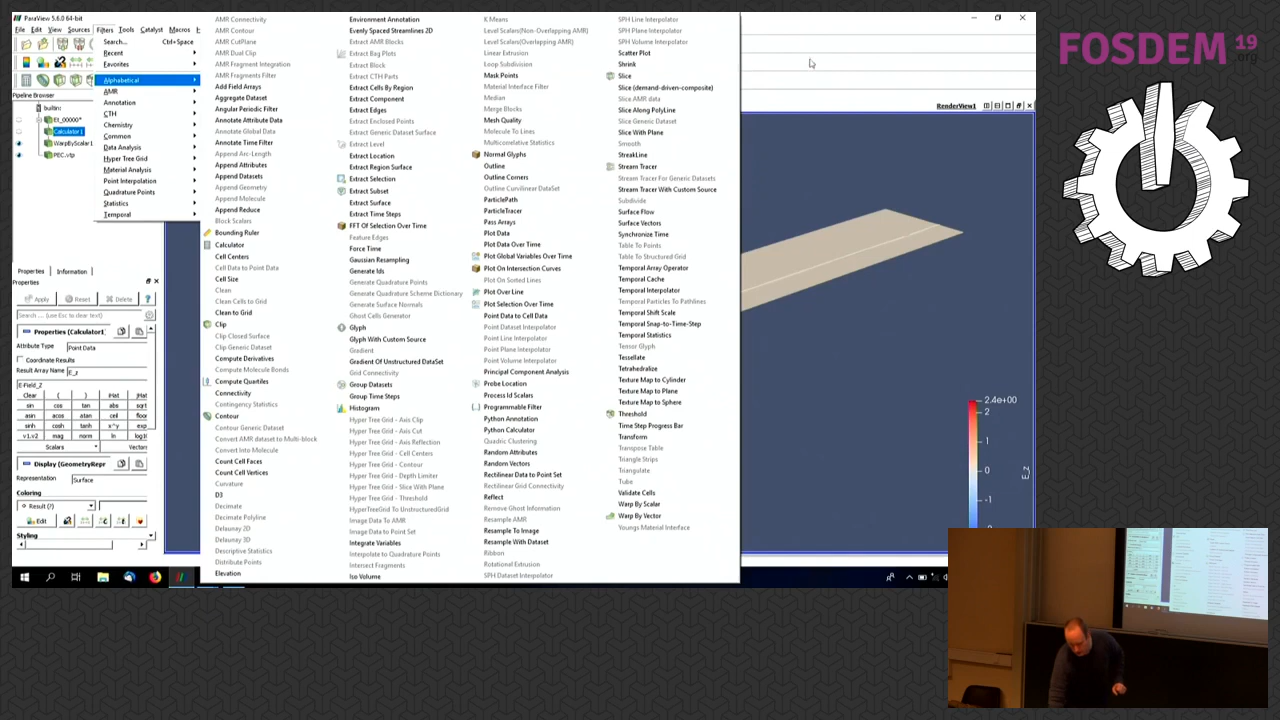 ParaView 5.6.0 64-bit
File Edit View Sources Filters Tools Catalyst Macros
Search... Ctrl+Space
Recent
Favorites
Alphabetical
AMR
Annotation
CTH
Chemistry
Common
Data Analysis
Hyper Tree Grid
Material Analysis
Point Interpolation
Quadrature Points
Statistics
Temporal
Pipeline Browser
builtin:
Et_00000*
Calculator1
WarpByScalar1
PEC.vtp
Properties Information
Properties
Apply Reset Delete ?
Search ... (use Esc to clear text)
Properties (Calculator1)
Attribute Type Point Data
Coordinate Results
Result Array Name E_z
E-Field_Z
Clear ( ) iHat jHat
sin cos tan abs sqrt
asin acos atan ceil floor
sinh cosh tanh x^y exp
v1.v2 mag norm ln log10
Scalars Vectors
Display (GeometryRepr
Representation Surface
Coloring
Result (?)
Edit
Styling
AMR Connectivity
AMR Contour
AMR CutPlane
AMR Dual Clip
AMR Fragment Integration
AMR Fragments Filter
Add Field Arrays
Aggregate Dataset
Angular Periodic Filter
Annotate Attribute Data
Annotate Global Data
Annotate Time Filter
Append Arc-Length
Append Attributes
Append Datasets
Append Geometry
Append Molecule
Append Reduce
Block Scalars
Bounding Ruler
Calculator
Cell Centers
Cell Data to Point Data
Cell Size
Clean
Clean Cells to Grid
Clean to Grid
Clip
Clip Closed Surface
Clip Generic Dataset
Compute Derivatives
Compute Molecule Bonds
Compute Quartiles
Connectivity
Contingency Statistics
Contour
Contour Generic Dataset
Convert AMR dataset to Multi-block
Convert Into Molecule
Count Cell Faces
Count Cell Vertices
Curvature
D3
Decimate
Decimate Polyline
Delaunay 2D
Delaunay 3D
Descriptive Statistics
Distribute Points
Elevation
Environment Annotation
Evenly Spaced Streamlines 2D
Extract AMR Blocks
Extract Bag Plots
Extract Block
Extract CTH Parts
Extract Cells By Region
Extract Component
Extract Edges
Extract Enclosed Points
Extract Generic Dataset Surface
Extract Level
Extract Location
Extract Region Surface
Extract Selection
Extract Subset
Extract Surface
Extract Time Steps
FFT Of Selection Over Time
Feature Edges
Force Time
Gaussian Resampling
Generate Ids
Generate Quadrature Points
Generate Quadrature Scheme Dictionary
Generate Surface Normals
Ghost Cells Generator
Glyph
Glyph With Custom Source
Gradient
Gradient Of Unstructured DataSet
Grid Connectivity
Group Datasets
Group Time Steps
Histogram
Hyper Tree Grid - Axis Clip
Hyper Tree Grid - Axis Cut
Hyper Tree Grid - Axis Reflection
Hyper Tree Grid - Cell Centers
Hyper Tree Grid - Contour
Hyper Tree Grid - Depth Limiter
Hyper Tree Grid - Slice With Plane
Hyper Tree Grid - Threshold
HyperTreeGrid To UnstructuredGrid
Image Data To AMR
Image Data to Point Set
Integrate Variables
Interpolate to Quadrature Points
Intersect Fragments
Iso Volume
K Means
Level Scalars(Non-Overlapping AMR)
Level Scalars(Overlapping AMR)
Linear Extrusion
Loop Subdivision
Mask Points
Material Interface Filter
Median
Merge Blocks
Mesh Quality
Molecule To Lines
Multicorrelative Statistics
Normal Glyphs
Outline
Outline Corners
Outline Curvilinear DataSet
ParticlePath
ParticleTracer
Pass Arrays
Plot Data
Plot Data Over Time
Plot Global Variables Over Time
Plot On Intersection Curves
Plot On Sorted Lines
Plot Over Line
Plot Selection Over Time
Point Data to Cell Data
Point Dataset Interpolator
Point Line Interpolator
Point Plane Interpolator
Point Volume Interpolator
Principal Component Analysis
Probe Location
Process Id Scalars
Programmable Filter
Python Annotation
Python Calculator
Quadric Clustering
Random Attributes
Random Vectors
Rectilinear Data to Point Set
Rectilinear Grid Connectivity
Reflect
Remove Ghost Information
Resample AMR
Resample To Image
Resample With Dataset
Ribbon
Rotational Extrusion
SPH Dataset Interpolator
SPH Line Interpolator
SPH Plane Interpolator
SPH Volume Interpolator
Scatter Plot
Shrink
Slice
Slice (demand-driven-composite)
Slice AMR data
Slice Along PolyLine
Slice Generic Dataset
Slice With Plane
Smooth
StreakLine
Stream Tracer
Stream Tracer For Generic Datasets
Stream Tracer With Custom Source
Subdivide
Surface Flow
Surface Vectors
Synchronize Time
Table To Points
Table To Structured Grid
Temporal Array Operator
Temporal Cache
Temporal Interpolator
Temporal Particles To Pathlines
Temporal Shift Scale
Temporal Snap-to-Time-Step
Temporal Statistics
Tensor Glyph
Tessellate
Tetrahedralize
Texture Map to Cylinder
Texture Map to Plane
Texture Map to Sphere
Threshold
Time Step Progress Bar
Transform
Transpose Table
Triangle Strips
Triangulate
Tube
Validate Cells
Warp By Scalar
Warp By Vector
Youngs Material Interface
RenderView1
2.4e+00
2
1
0
-1
E_z
FOSDEM 19
.org